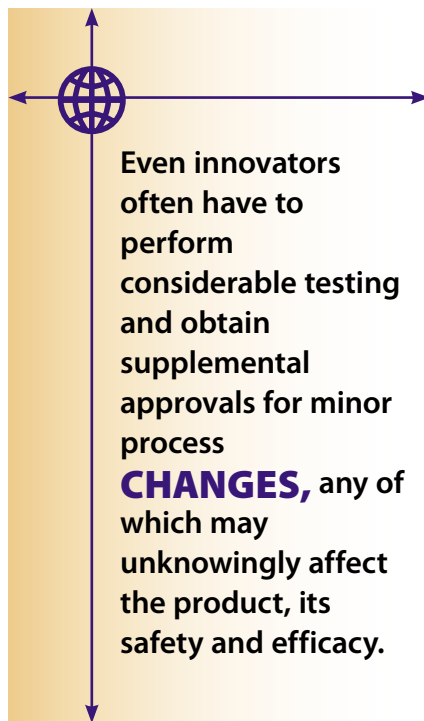 Even innovators
often have to
perform
considerable testing
and obtain
supplemental
approvals for minor
process
CHANGES, any of
which may
unknowingly affect
the product, its
safety and efficacy.